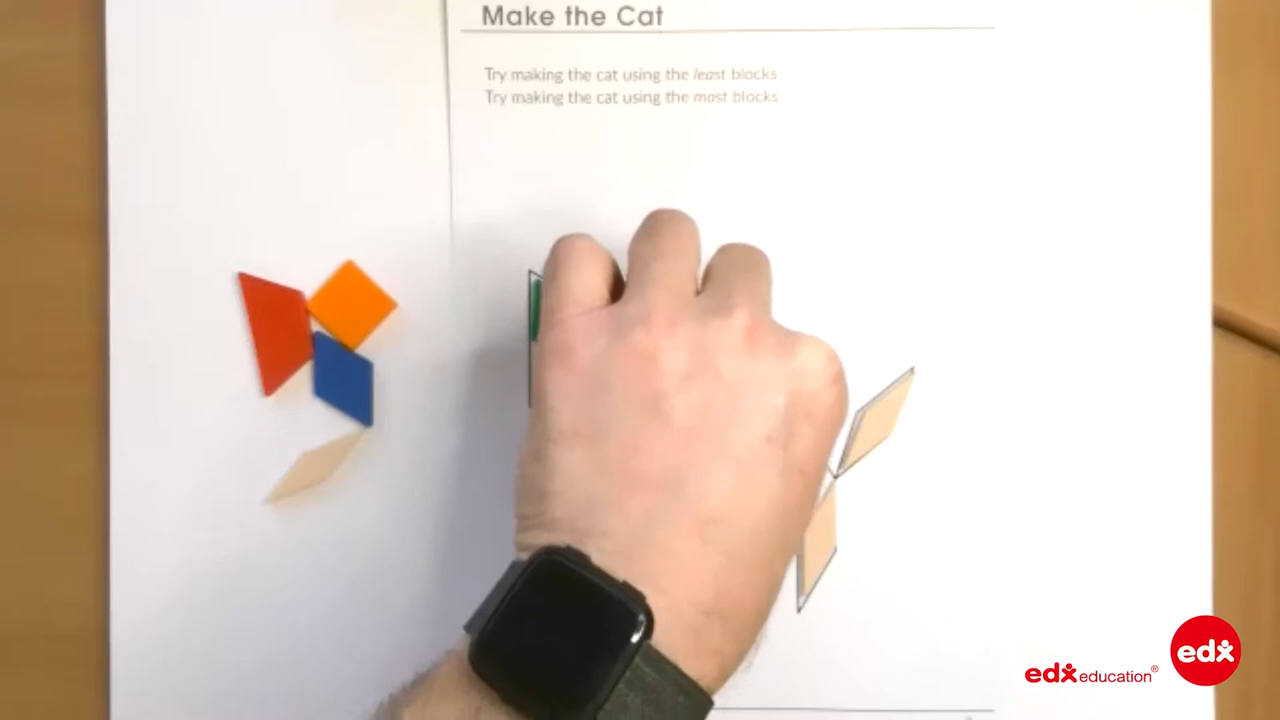 Make the Cat
Try making the cat using the least blocks
Try making the cat using the most blocks
edx
edx education®